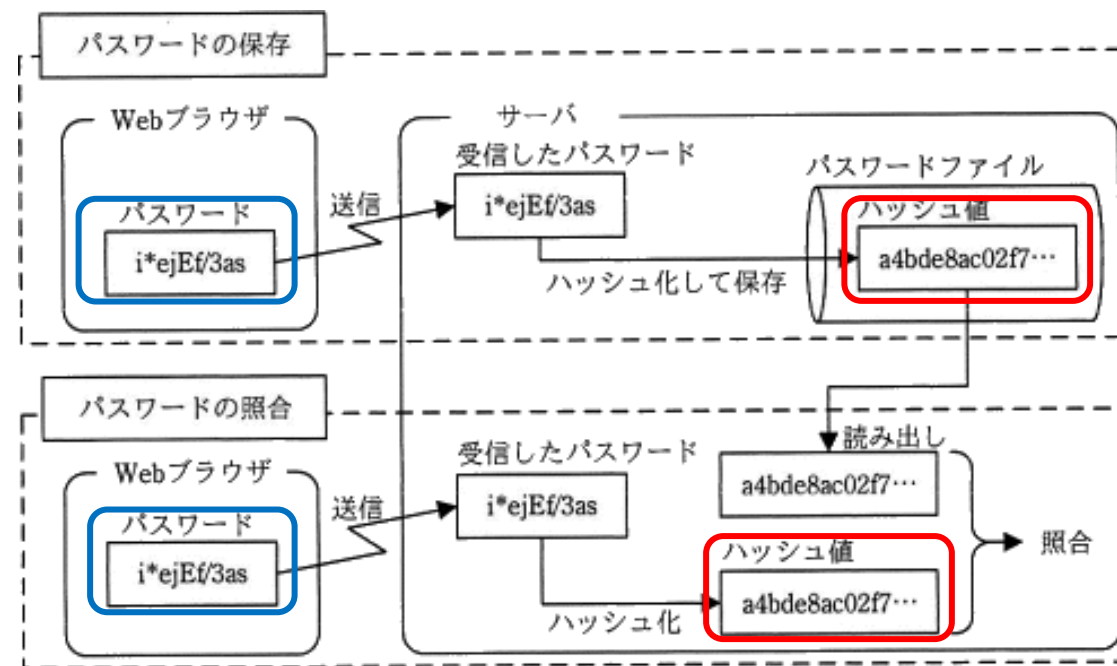 パスワードの保存
Webブラウザ
パスワード
i*ejEf/3as
送信
サーバ
受信したパスワード
i*ejEf/3as
ハッシュ化して保存
パスワードファイル
ハッシュ値
a4bde8ac02f7…
パスワードの照合
Webブラウザ
パスワード
i*ejEf/3as
送信
受信したパスワード
i*ejEf/3as
ハッシュ化
読み出し
a4bde8ac02f7…
ハッシュ値
a4bde8ac02f7…
照合